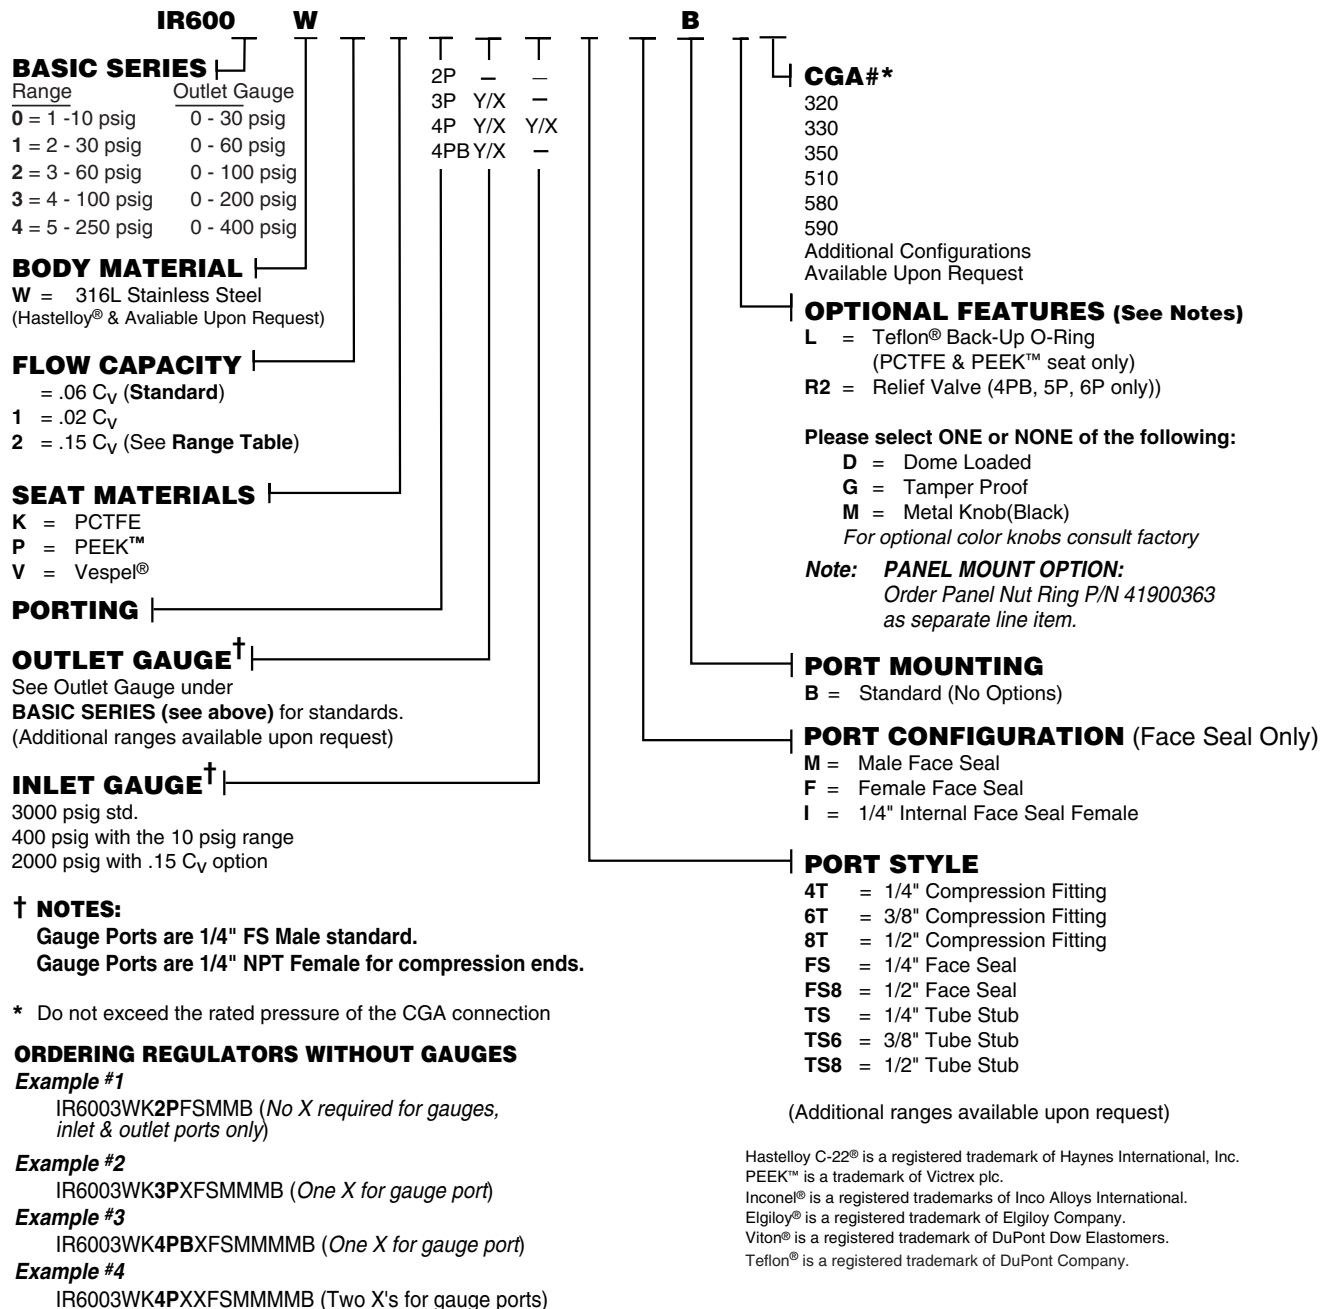 IR600 W B
BASIC SERIES
Range Outlet Gauge
0 = 1 -10 psig 0 - 30 psig
1 = 2 - 30 psig 0 - 60 psig
2 = 3 - 60 psig 0 - 100 psig
3 = 4 - 100 psig 0 - 200 psig
4 = 5 - 250 psig 0 - 400 psig
2P – –
3P Y/X –
4P Y/X Y/X
4PB Y/X –
BODY MATERIAL
W = 316L Stainless Steel
(Hastelloy® & Avaliable Upon Request)
FLOW CAPACITY
= .06 CV (Standard)
1 = .02 CV
2 = .15 CV (See Range Table)
SEAT MATERIALS
K = PCTFE
P = PEEK™
V = Vespel®
PORTING
OUTLET GAUGE†
See Outlet Gauge under
BASIC SERIES (see above) for standards.
(Additional ranges available upon request)
INLET GAUGE†
3000 psig std.
400 psig with the 10 psig range
2000 psig with .15 CV option
† NOTES:
Gauge Ports are 1/4" FS Male standard.
Gauge Ports are 1/4" NPT Female for compression ends.
* Do not exceed the rated pressure of the CGA connection
ORDERING REGULATORS WITHOUT GAUGES
Example #1
IR6003WK2PFSMMB (No X required for gauges,
inlet & outlet ports only)
Example #2
IR6003WK3PXFSMMMB (One X for gauge port)
Example #3
IR6003WK4PBXFSMMMMB (One X for gauge port)
Example #4
IR6003WK4PXXFSMMMMB (Two X's for gauge ports)
CGA#*
320
330
350
510
580
590
Additional Configurations
Available Upon Request
OPTIONAL FEATURES (See Notes)
L = Teflon® Back-Up O-Ring
(PCTFE & PEEK™ seat only)
R2 = Relief Valve (4PB, 5P, 6P only))
Please select ONE or NONE of the following:
D = Dome Loaded
G = Tamper Proof
M = Metal Knob(Black)
For optional color knobs consult factory
Note: PANEL MOUNT OPTION:
Order Panel Nut Ring P/N 41900363
as separate line item.
PORT MOUNTING
B = Standard (No Options)
PORT CONFIGURATION (Face Seal Only)
M = Male Face Seal
F = Female Face Seal
I = 1/4" Internal Face Seal Female
PORT STYLE
4T = 1/4" Compression Fitting
6T = 3/8" Compression Fitting
8T = 1/2" Compression Fitting
FS = 1/4" Face Seal
FS8 = 1/2" Face Seal
TS = 1/4" Tube Stub
TS6 = 3/8" Tube Stub
TS8 = 1/2" Tube Stub
(Additional ranges available upon request)
Hastelloy C-22® is a registered trademark of Haynes International, Inc.
PEEK™ is a trademark of Victrex plc.
Inconel® is a registered trademarks of Inco Alloys International.
Elgiloy® is a registered trademark of Elgiloy Company.
Viton® is a registered trademark of DuPont Dow Elastomers.
Teflon® is a registered trademark of DuPont Company.